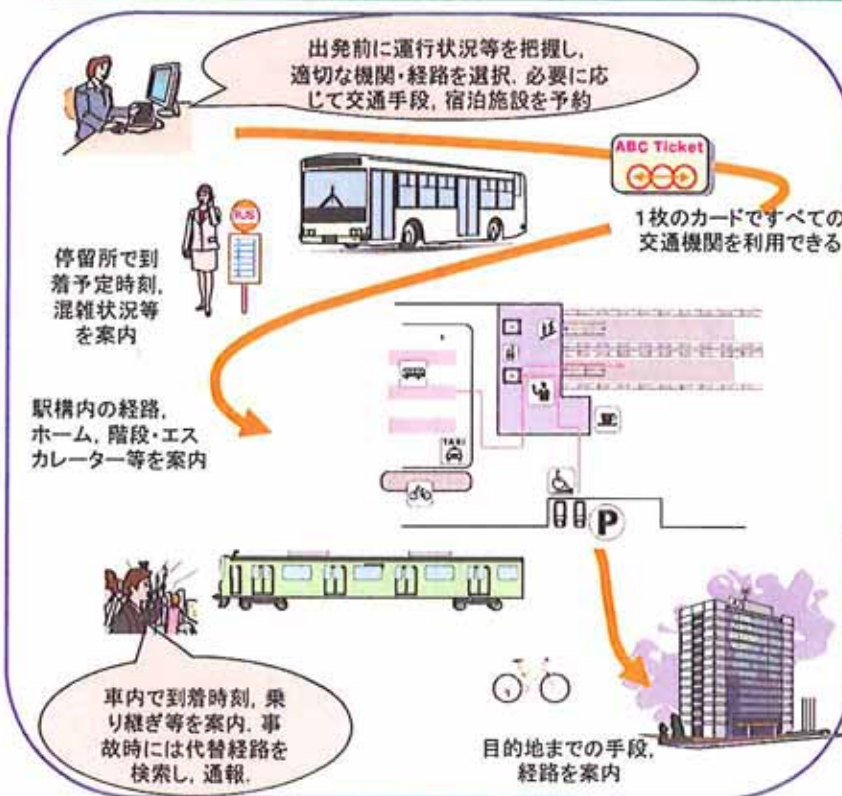 出発前に運行状況等を把握し,
適切な機関・経路を選択. 必要に応
じて交通手段, 宿泊施設を予約
ABC Ticket
1枚のカードですべての
交通機関を利用できる
BUS
停留所で到
着予定時刻,
混雑状況等
を案内
駅構内の経路,
ホーム, 階段・エス
カレーター等を案内
TAXI
P
車内で到着時刻, 乗
り継ぎ等を案内. 事
故時には代替経路を
検索し, 通報.
目的地までの手段,
経路を案内